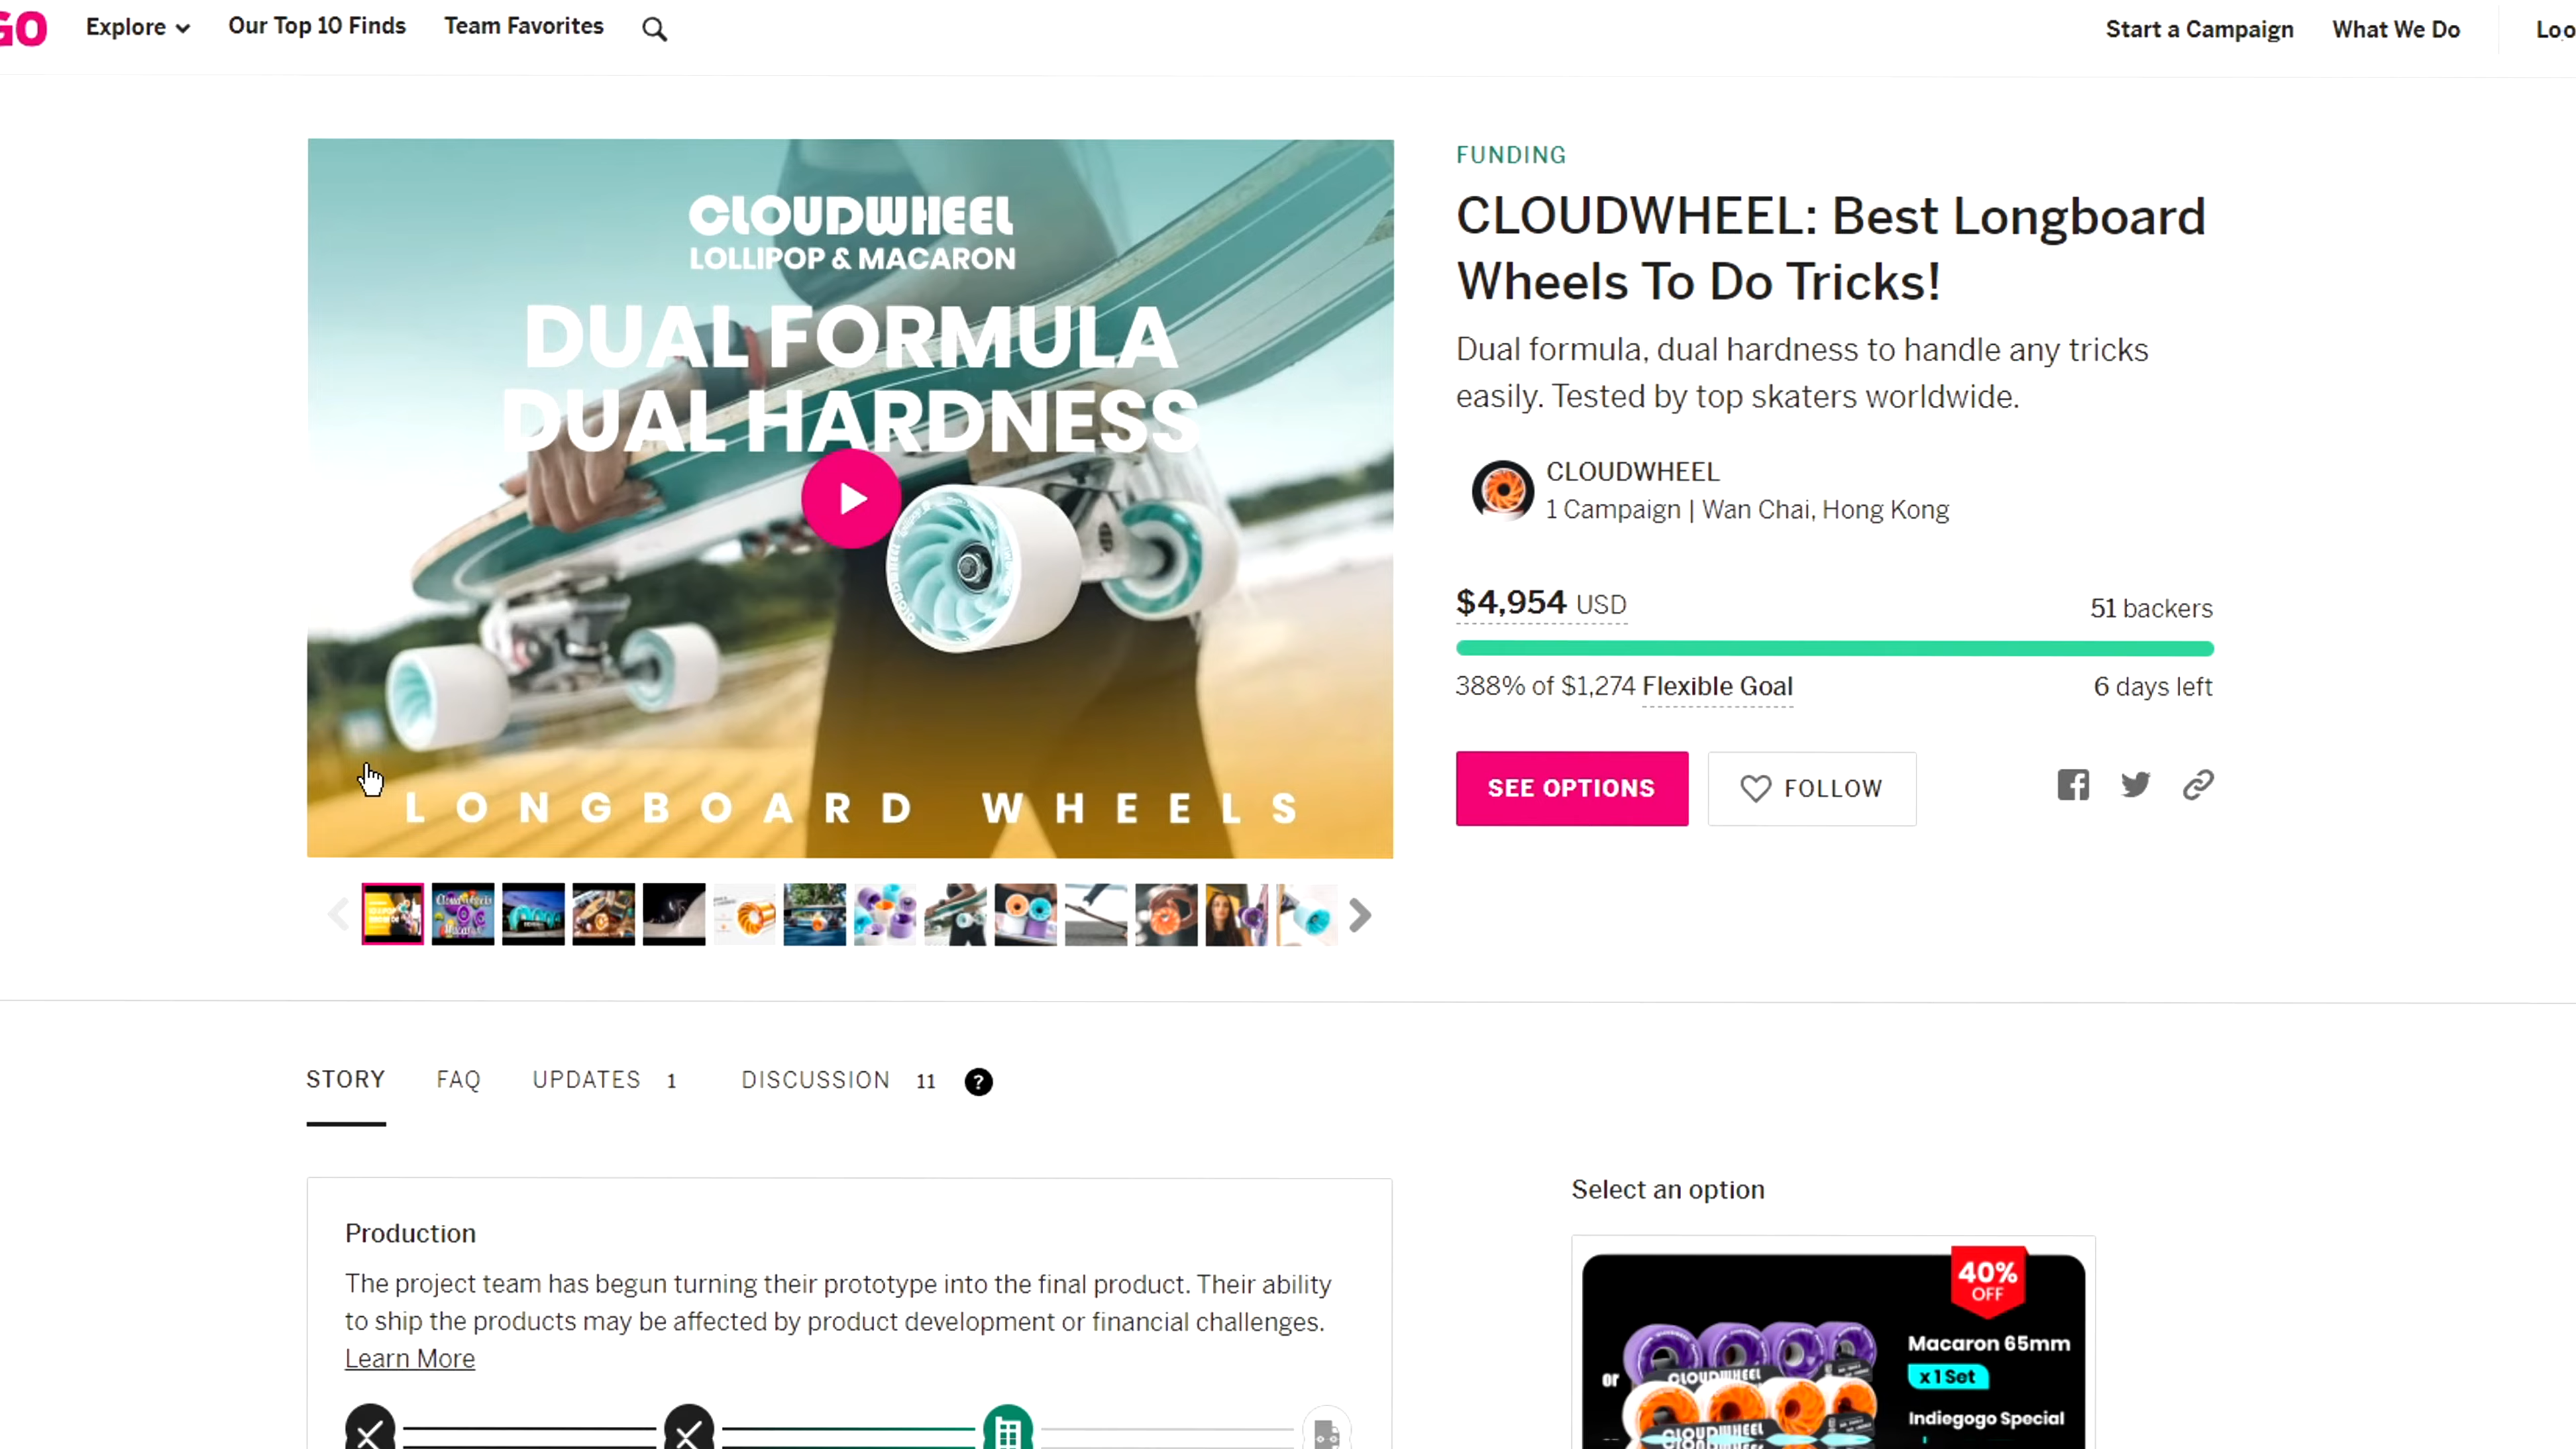 GO
Explore
Our Top 10 Finds
Team Favorites
Start a Campaign
What We Do
CLOUDWHEEL
LOLLIPOP & MACARON
DUAL FORMULA
DUAL HARDNESS
LONGBOARD WHEELS
FUNDING
CLOUDWHEEL: Best Longboard
Wheels To Do Tricks!
Dual formula, dual hardness to handle any tricks
easily. Tested by top skaters worldwide.
CLOUDWHEEL
1 Campaign | Wan Chai, Hong Kong
$4,954 USD
51 backers
388% of $1,274 Flexible Goal
6 days left
SEE OPTIONS
FOLLOW
STORY
FAQ
UPDATES 1
DISCUSSION 11
?
Production
The project team has begun turning their prototype into the final product. Their ability
to ship the products may be affected by product development or financial challenges.
Learn More
Select an option
40%
OFF
Macaron 65mm
x 1 Set
or
CLOUDWHEEL
Indiegogo Special
CLOUDWHEEL